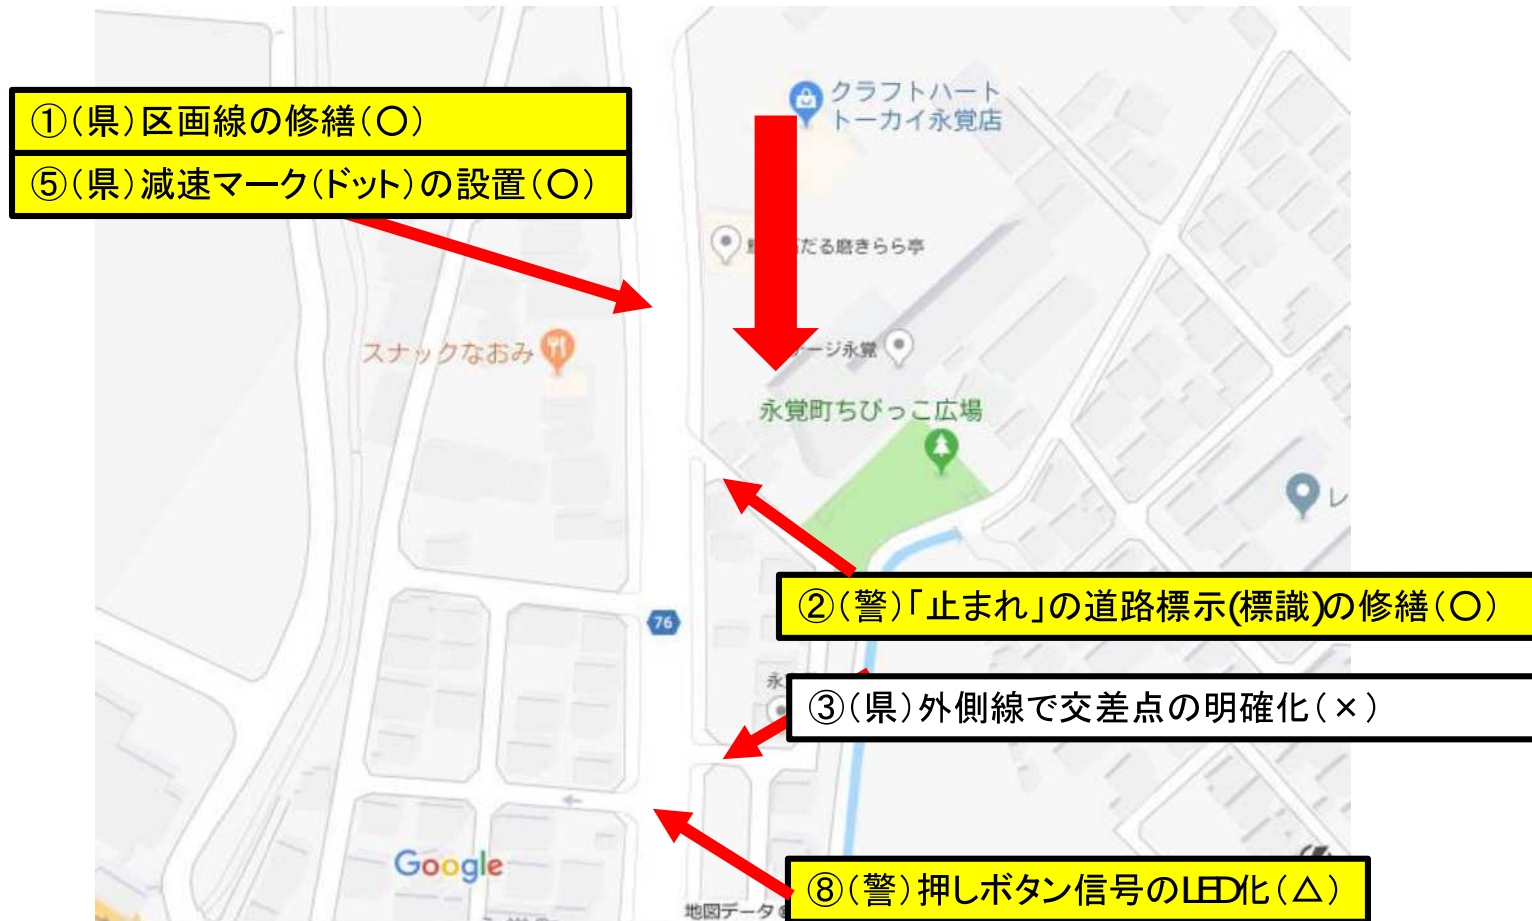 クラフトハート
トーカイ永覚店
①(県)区画線の修繕(○)
⑤(県)減速マーク(ドット)の設置(○)
だる磨きらら亭
スナックなおみ
ージ永覚
永覚町ちびっこ広場
レ
②(警)「止まれ」の道路標示(標識)の修繕(○)
76
永
③(県)外側線で交差点の明確化(×)
Google
⑧(警)押しボタン信号のLED化(△)
地図データ